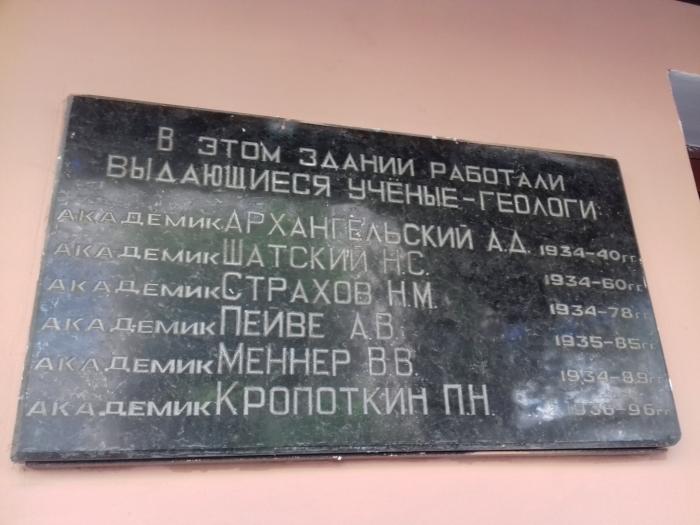 В ЭТОМ ЗДАНИИ РАБОТАЛИ
ВЫДАЮЩИЕСЯ УЧЁНЫЕ-ГЕОЛОГИ:
АКАДЕМИК АРХАНГЕЛЬСКИЙ А.Д. 1934-40гг.
АКАДЕМИК ШАТСКИЙ Н.С. 1934-60гг.
АКАДЕМИК СТРАХОВ Н.М. 1934-78гг.
АКАДЕМИК ПЕЙВЕ А.В. 1935-85гг.
АКАДЕМИК МЕННЕР В.В. 1934-89гг.
АКАДЕМИК КРОПОТКИН П.Н. 1936-96гг.